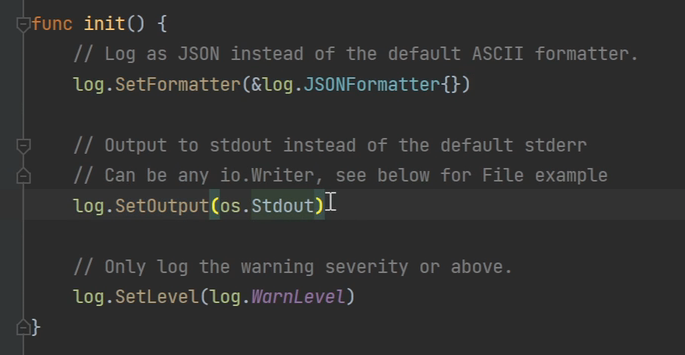 func init() {
// Log as JSON instead of the default ASCII formatter.
log.SetFormatter(&log.JSONFormatter{})
// Output to stdout instead of the default stderr
// Can be any io.Writer, see below for File example
log.SetOutput(os.Stdout)
// Only log the warning severity or above.
log.SetLevel(log.WarnLevel)
}